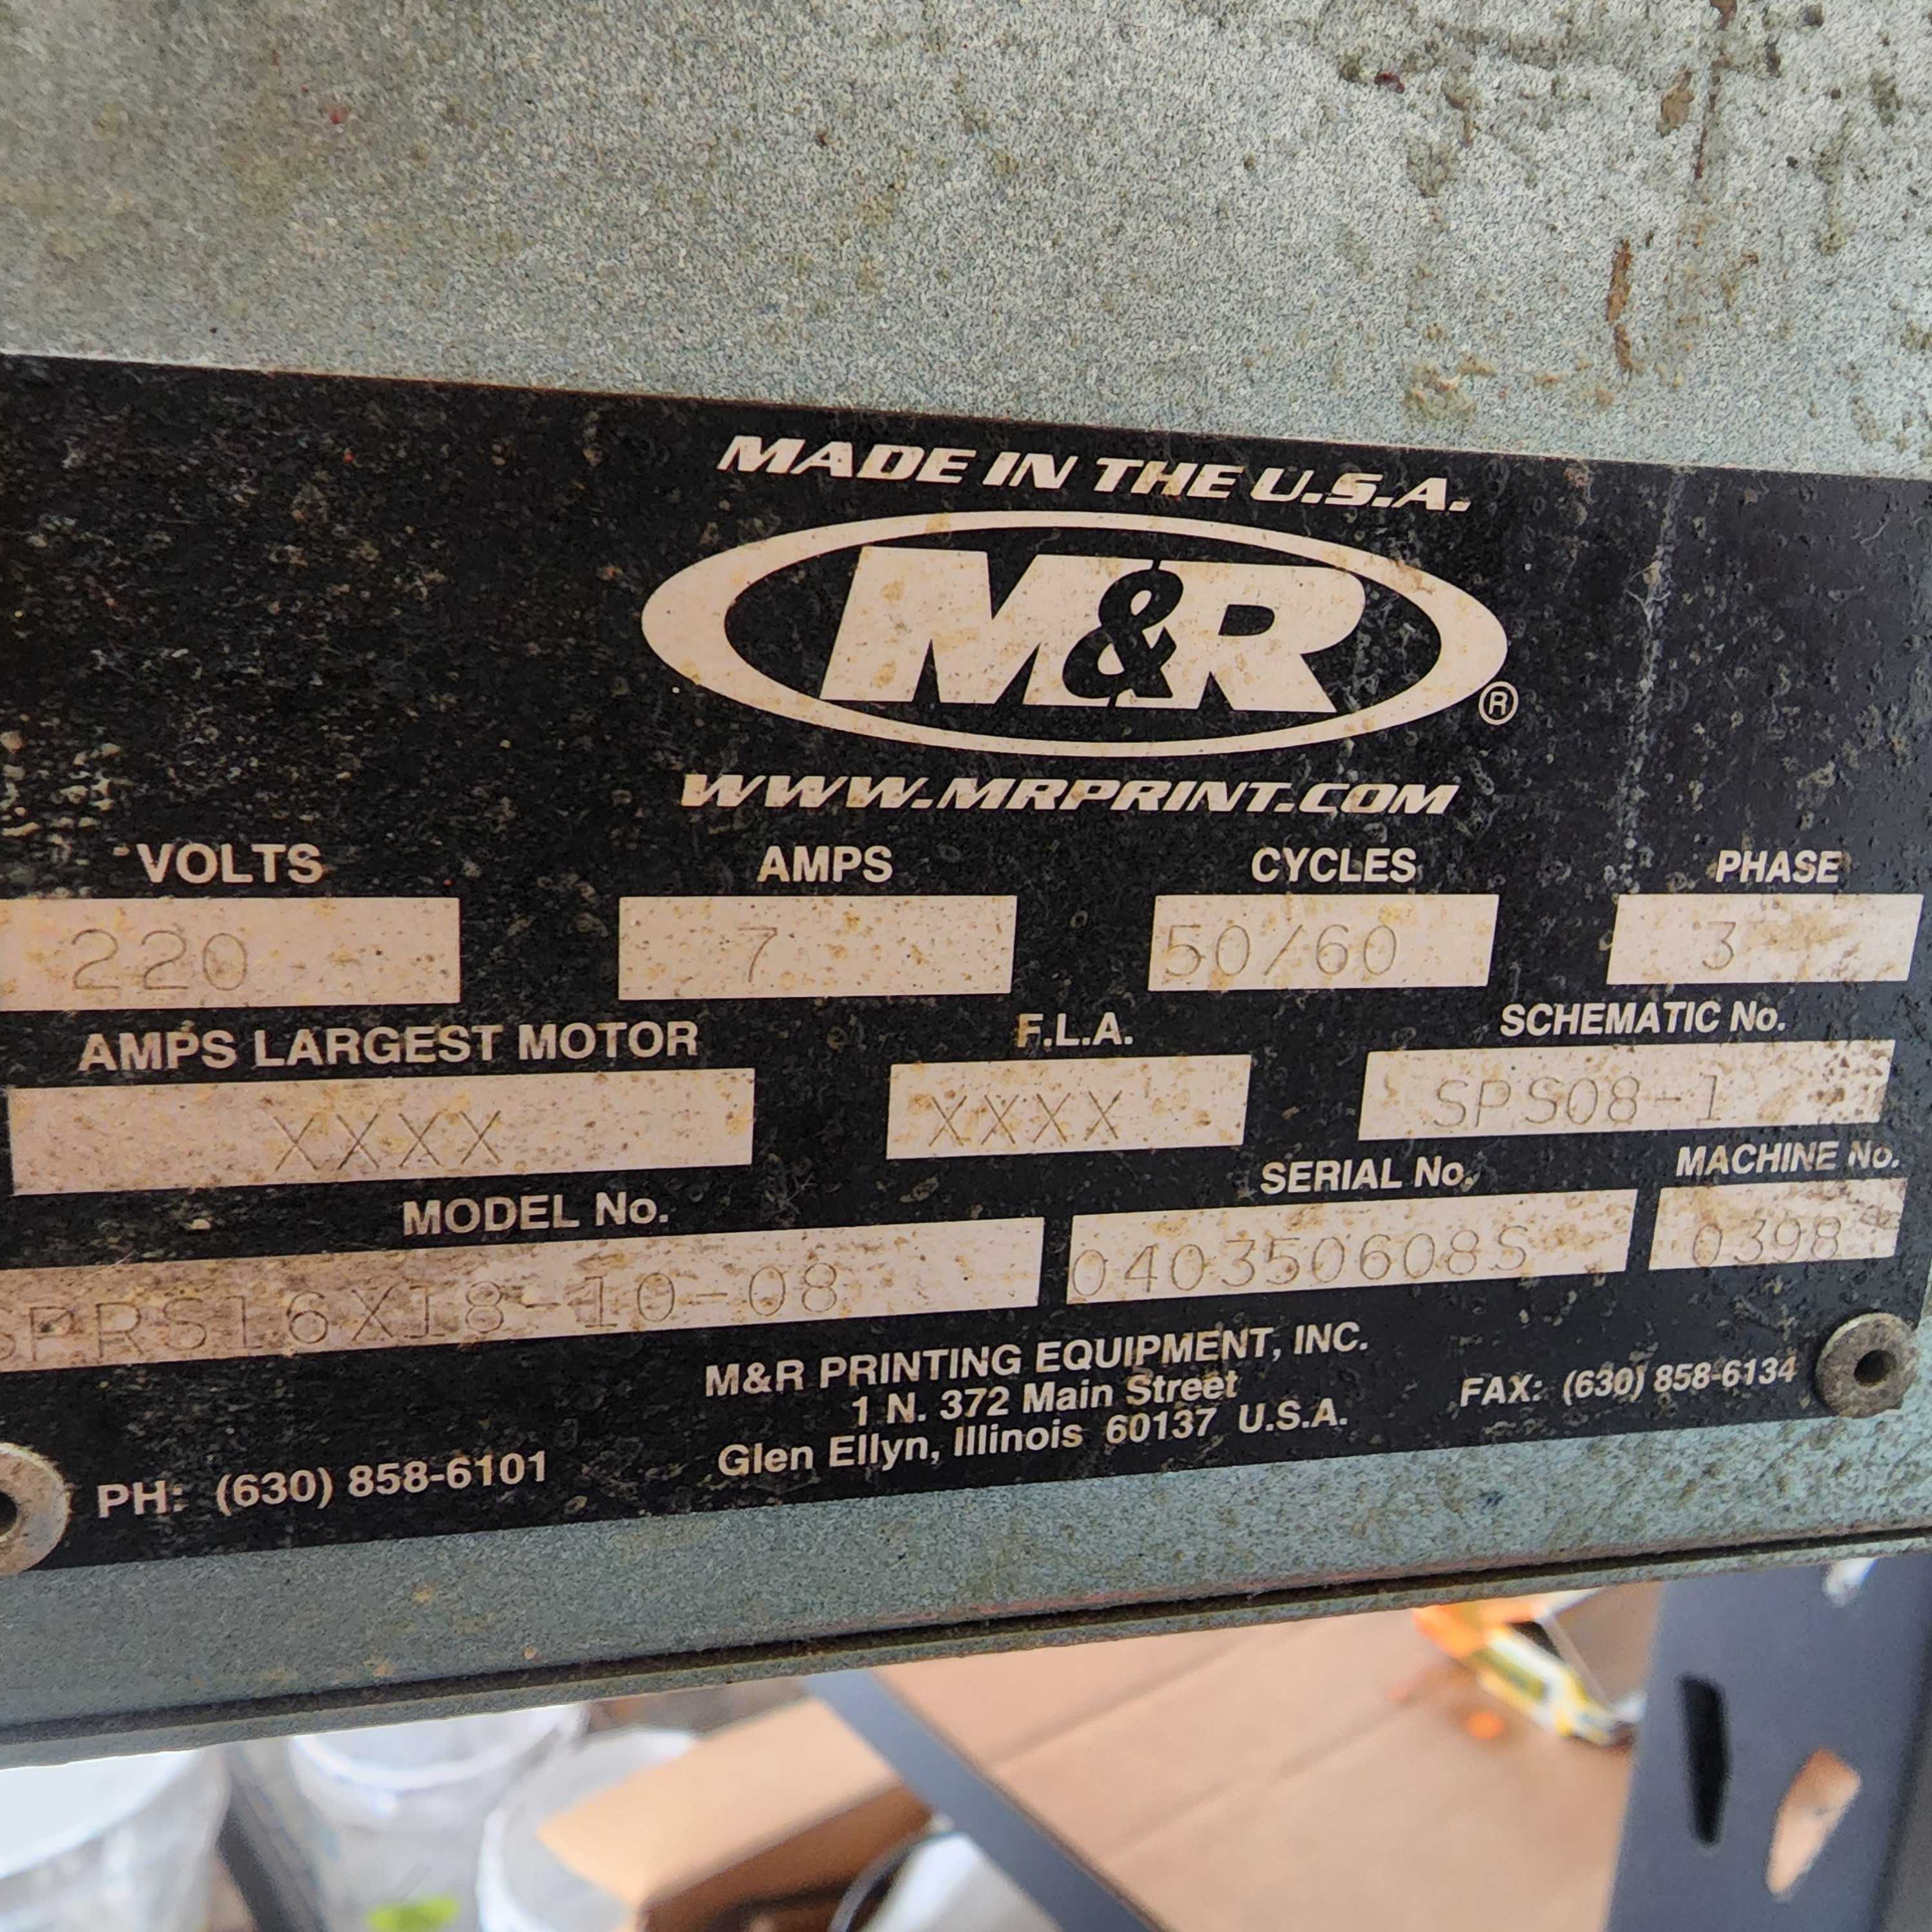 MADE IN THE U.S.A.
M&R®
WWW.MRPRINT.COM
VOLTS AMPS CYCLES PHASE
220 7 50/60 3
AMPS LARGEST MOTOR F.L.A. SCHEMATIC No.
XXXX XXXX SPS08-1
MODEL No. SERIAL No. MACHINE No.
SPRS16X18-10-08 040350608S 0398
M&R PRINTING EQUIPMENT, INC.
1 N. 372 Main Street
Glen Ellyn, Illinois 60137 U.S.A.
PH: (630) 858-6101 FAX: (630) 858-6134